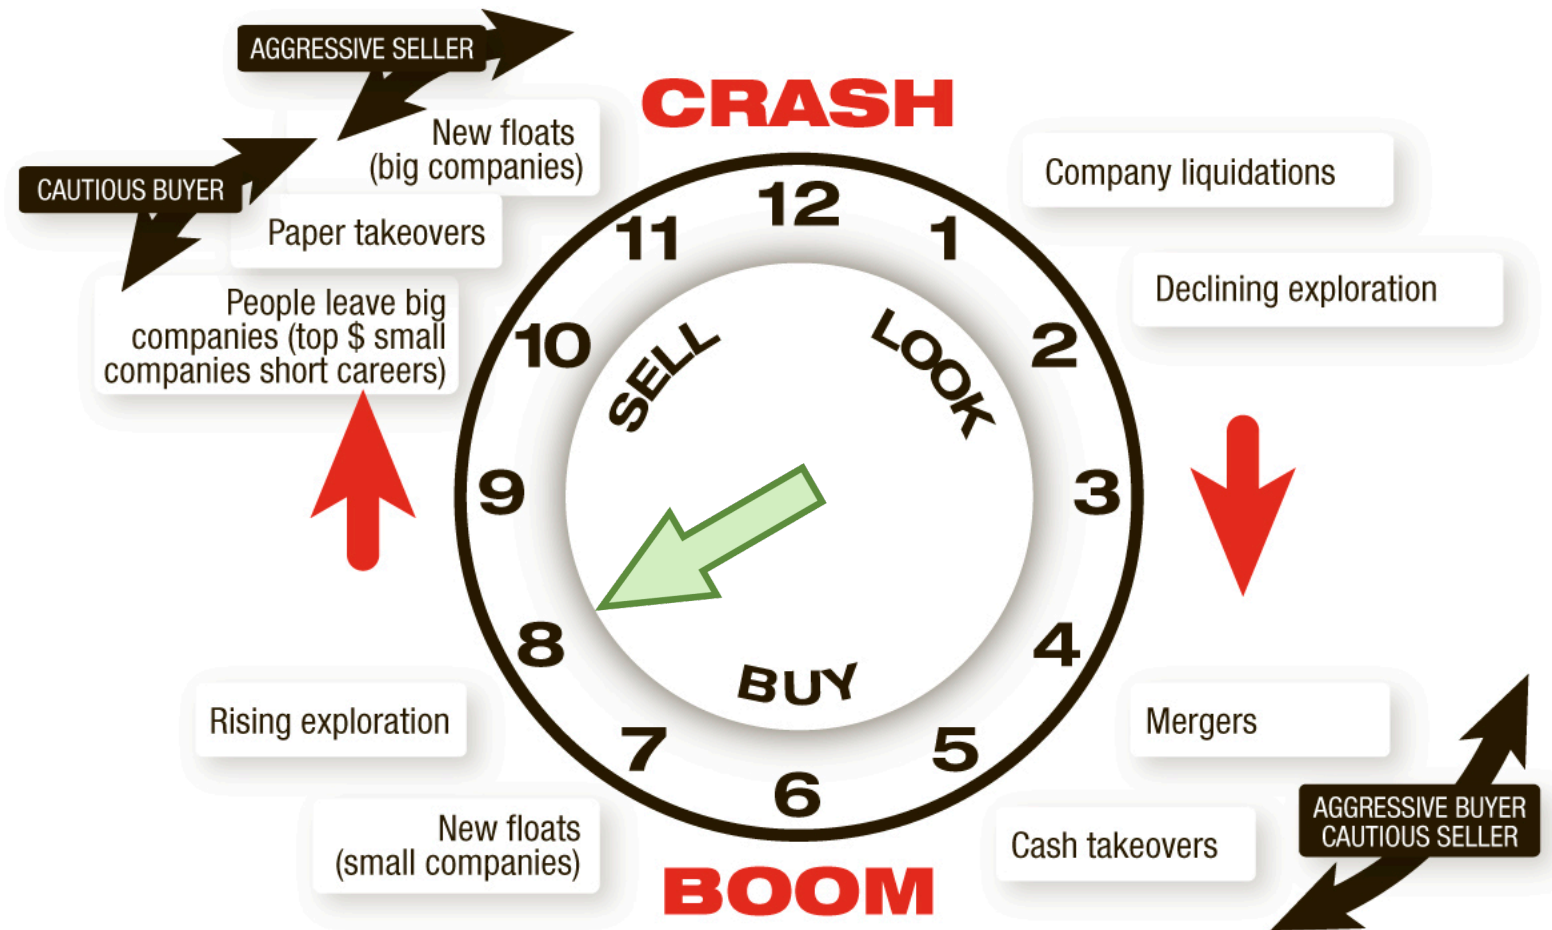 AGGRESSIVE SELLER
CRASH
New floats
(big companies)
CAUTIOUS BUYER
Paper takeovers
People leave big
companies (top $ small
companies short careers)
Company liquidations
Declining exploration
12
1
2
3
4
5
6
7
8
9
10
11
SELL
LOOK
BUY
Rising exploration
New floats
(small companies)
Mergers
Cash takeovers
AGGRESSIVE BUYER
CAUTIOUS SELLER
BOOM